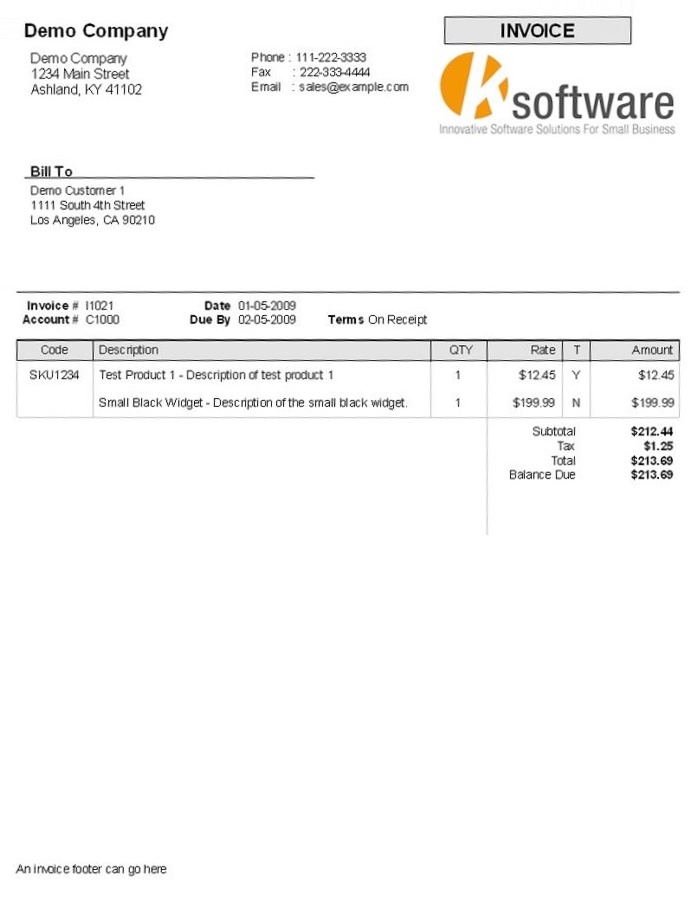 Demo Company
INVOICE
Demo Company
1234 Main Street
Ashland, KY 41102
Phone : 111-222-3333
Fax : 222-333-4444
Email : sales@example.com
Ksoftware
Innovative Software Solutions For Small Business
Bill To
Demo Customer 1
1111 South 4th Street
Los Angeles, CA 90210
Invoice # I1021 Date 01-05-2009
Account # C1000 Due By 02-05-2009 Terms On Receipt
Code Description QTY Rate T Amount
SKU1234 Test Product 1 - Description of test product 1 1 $12.45 Y $12.45
Small Black Widget - Description of the small black widget. 1 $199.99 N $199.99
Subtotal $212.44
Tax $1.25
Total $213.69
Balance Due $213.69
An invoice footer can go here